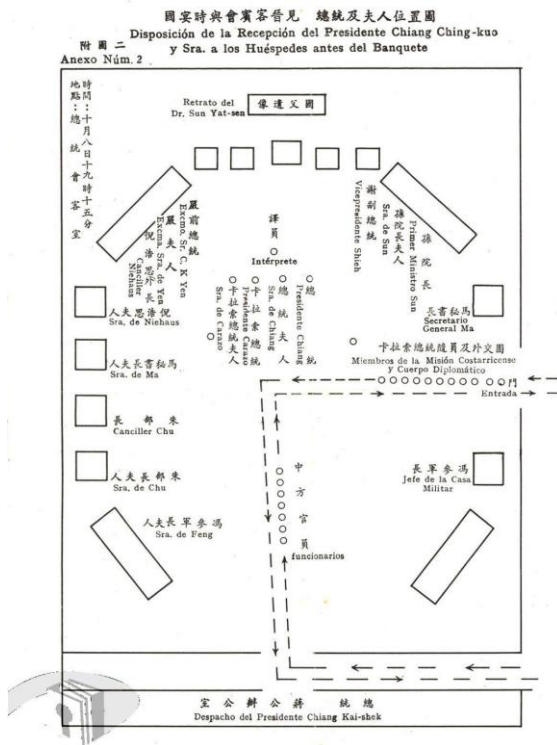 國宴時與會賓客晉見 總統及夫人位置圖
Disposición de la Recepción del Presidente Chiang Ching-kuo
y Sra. a los Huéspedes antes del Banquete
附圖二
Anexo Núm. 2
時間：十月八日十九時十五分
地點：總統會客室
Retrato del
Dr. Sun Yat-sen
像遺父國
嚴前總統
Excmo. Sr. C. K Yen
嚴夫人
Excma. Sra. de Yen
倪浩思外長
Canciller
Niehaus
譯員
Intérprete
謝副總統
Vicepresidente Shieh
孫院長夫人
Sra. de Sun
孫院長
Primer Ministro Sun
卡拉索總統夫人
Sra. de Carazo
卡拉索總統
Presidente Carazo
總統夫人
Sra. de Chiang
總統
Presidente Chiang
人夫思浩倪
Sra. de Niehaus
人夫長書秘馬
Sra. de Ma
長部朱
Canciller Chu
人夫長部朱
Sra. de Chu
人夫長軍參馮
Sra. de Feng
長書秘馬
Secretario
General Ma
卡拉索總統隨員及外交團
Miembros de la Misión Costarricense
y Cuerpo Diplomático
門
Entrada
長軍參馮
Jefe de la Casa
Militar
中方官員
funcionarios
室公辦公蔣統總
Despacho del Presidente Chiang Kai-shek